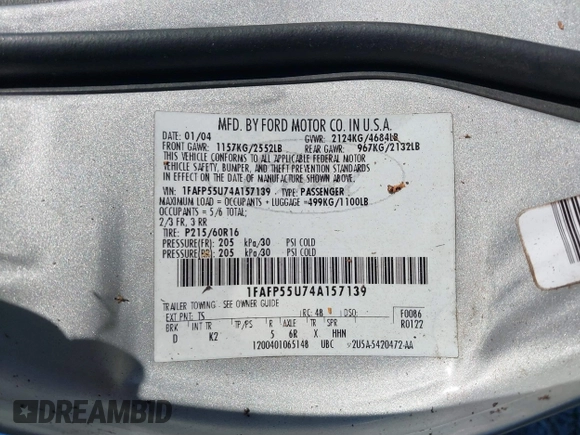 MFD. BY FORD MOTOR CO. IN U.S.A.
DATE: 01/04 GVWR: 2124KG/4684LB
FRONT GAWR: 1157KG/2552LB REAR GAWR: 967KG/2132LB
THIS VEHICLE CONFORMS TO ALL APPLICABLE FEDERAL MOTOR
VEHICLE SAFETY, BUMPER, AND THEFT PREVENTION
STANDARDS IN EFFECT ON THE DATE OF
MANUFACTURE SHOWN ABOVE.
VIN: 1FAFP55U74A157139 TYPE: PASSENGER
MAXIMUM LOAD = OCCUPANTS + LUGGAGE = 499KG/1100LB
OCCUPANTS = 5/6 TOTAL;
2/3 FR, 3 RR
TIRE: P215/60R16
PRESSURE(FR) 205 kPa/30 PSI COLD
PRESSURE(RR) 205 kPa/30 PSI COLD
1FAFP55U74A157139
TRAILER TOWING - SEE OWNER GUIDE
EXT PNT: TS RC: 48 DSO: F0086
BRK INT TR TP/PS R AXLE TR SPR R0122
D K2 5 6R X HHN
1200401065148 UBC 2U5A-5420472-AA
DREAMBID